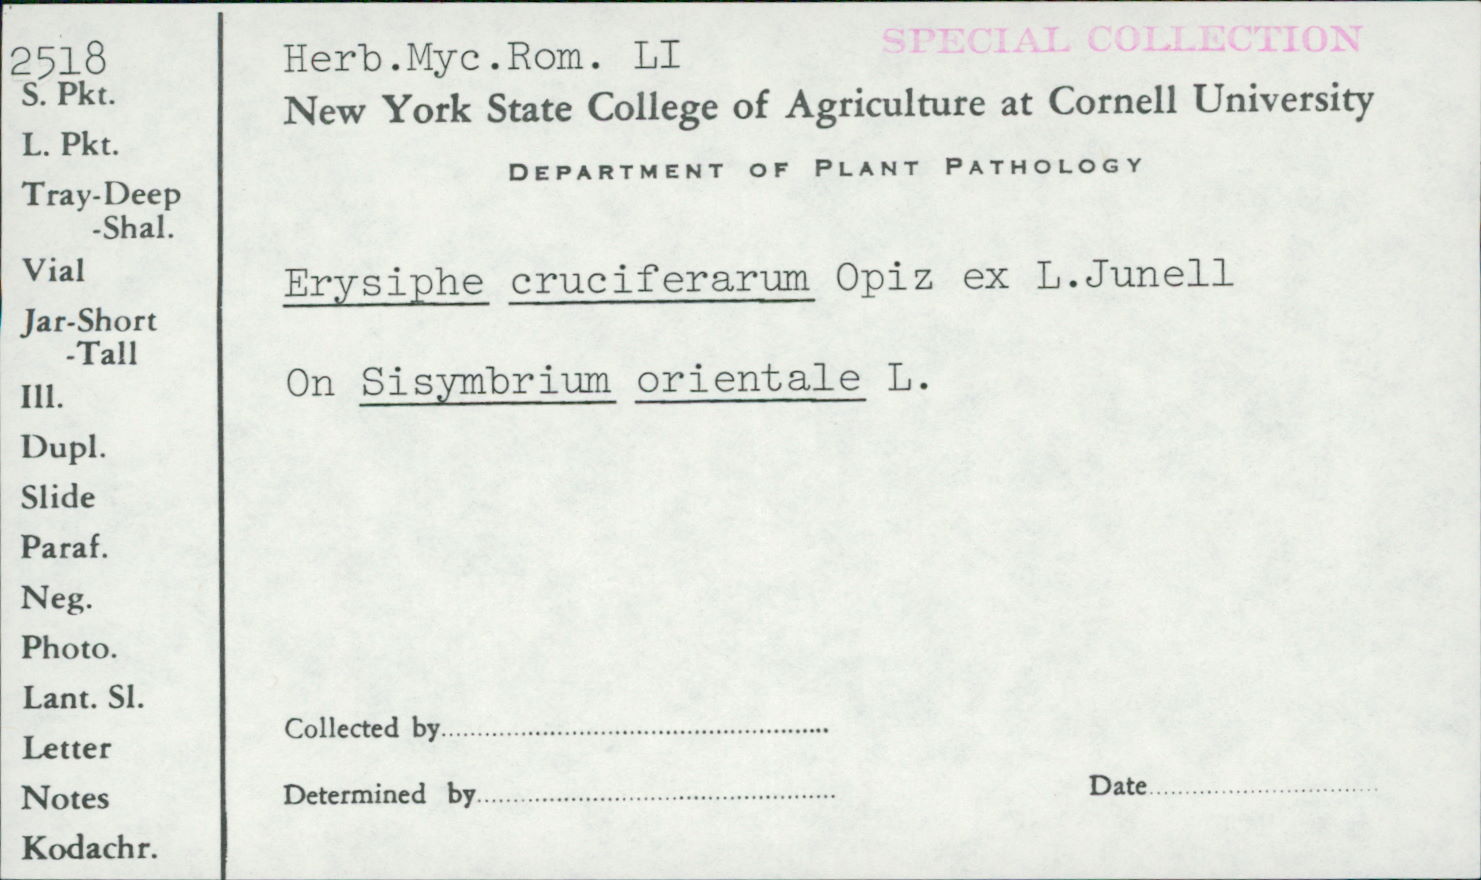 2518
S. Pkt.
L. Pkt.
Tray-Deep
-Shal.
Vial
Jar-Short
-Tall
Ill.
Dupl.
Slide
Paraf.
Neg.
Photo.
Lant. Sl.
Letter
Notes
Kodachr.
SPECIAL COLLECTION
Herb.Myc.Rom. LI
New York State College of Agriculture at Cornell University
DEPARTMENT OF PLANT PATHOLOGY
Erysiphe cruciferarum Opiz ex L.Junell
On Sisymbrium orientale L.
Collected by
Determined by
Date